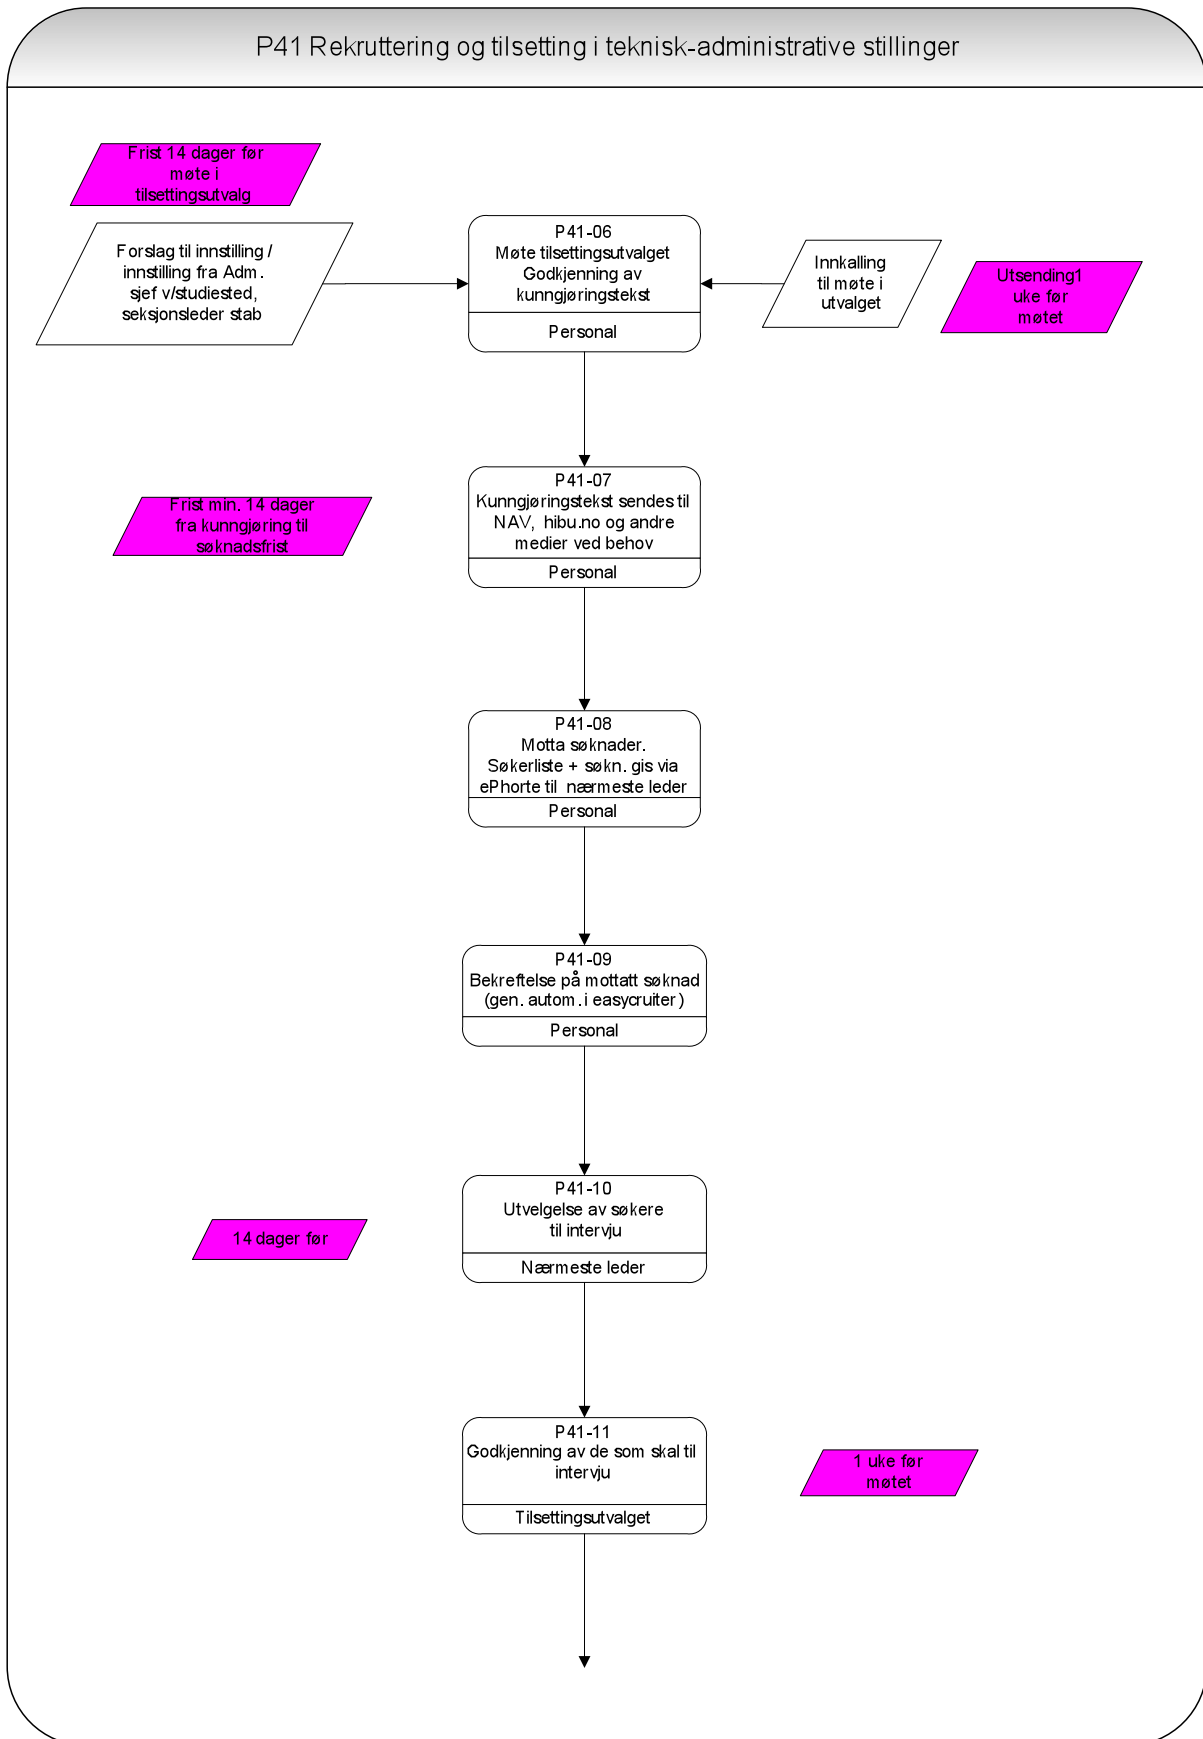 P41 Rekruttering og tilsetting i teknisk-administrative stillinger
Frist 14 dager før
møte i
tilsettingsutvalg
Forslag til innstilling /
innstilling fra Adm.
sjef v/studiested,
seksjonsleder stab
P41-06
Møte tilsettingsutvalget
Godkjenning av
kunngjøringstekst
Personal
Innkalling
til møte i
utvalget
Utsending1
uke før
møtet
Frist min. 14 dager
fra kunngjøring til
søknadsfrist
P41-07
Kunngjøringstekst sendes til
NAV, hibu.no og andre
medier ved behov
Personal
P41-08
Motta søknader.
Søkerliste + søkn. gis via
ePhorte til nærmeste leder
Personal
P41-09
Bekreftelse på mottatt søknad
(gen. autom. i easycruiter)
Personal
14 dager før
P41-10
Utvelgelse av søkere
til intervju
Nærmeste leder
P41-11
Godkjenning av de som skal til
intervju
Tilsettingsutvalget
1 uke før
møtet